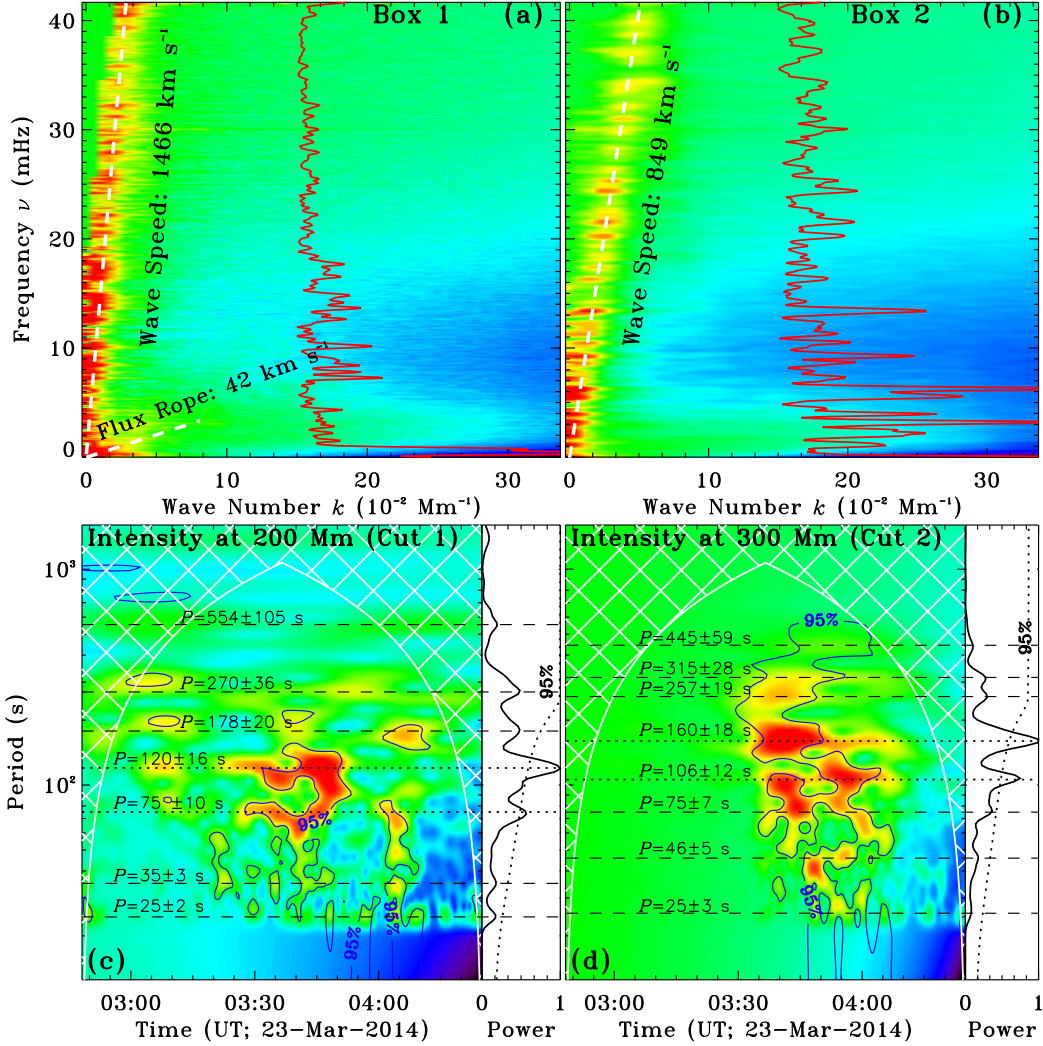 Box 1 (a)
Box 2 (b)
40
30
20
10
0
Frequency ν (mHz)
Wave Speed: 1466 km s⁻¹
Flux Rope: 42 km s⁻¹
Wave Speed: 849 km s⁻¹
0 10 20 30
0 10 20 30
Wave Number k (10⁻² Mm⁻¹)
Wave Number k (10⁻² Mm⁻¹)
Intensity at 200 Mm (Cut 1)
Intensity at 300 Mm (Cut 2)
10³
10²
Period (s)
P=554±105 s
P=270±36 s
P=178±20 s
P=120±16 s
P=75±10 s
95%
P=35±3 s
P=25±2 s
95%
95%
95%
(c)
95%
P=445±59 s
P=315±28 s
P=257±19 s
P=160±18 s
P=106±12 s
P=75±7 s
P=46±5 s
P=25±3 s
95%
95%
(d)
03:00 03:30 04:00 0 1
03:00 03:30 04:00 0 1
Time (UT; 23-Mar-2014) Power
Time (UT; 23-Mar-2014) Power